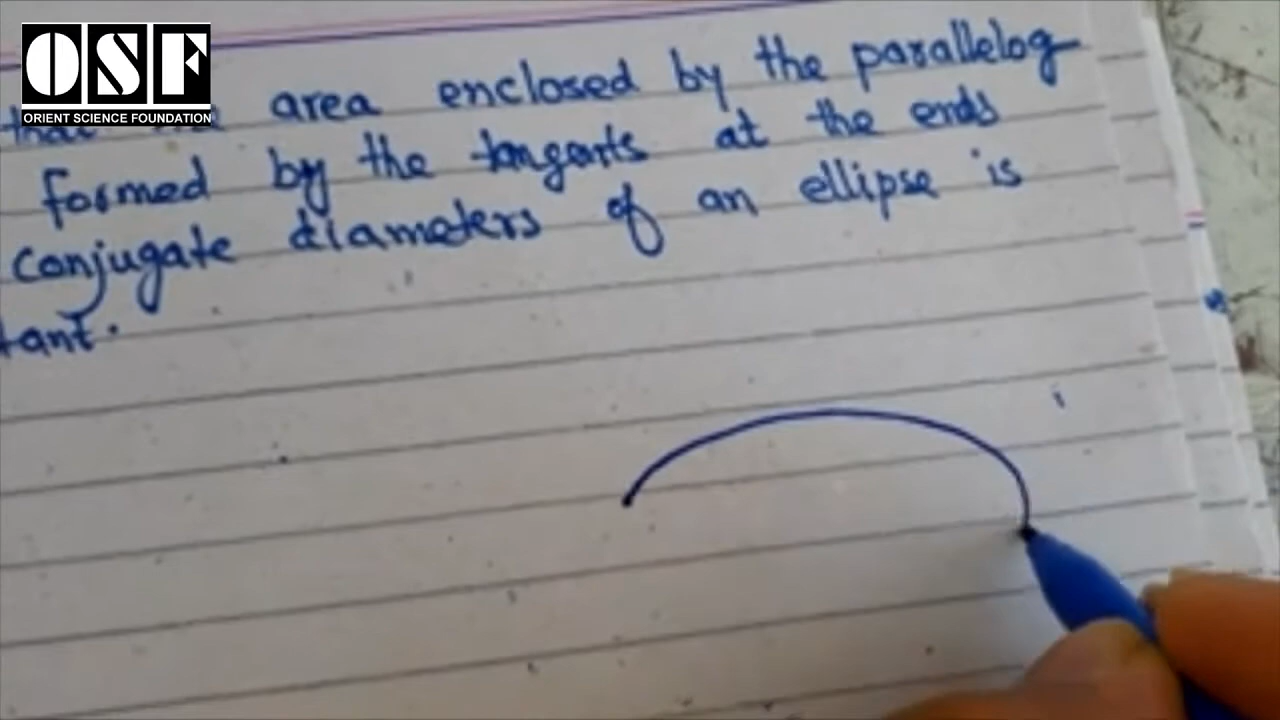 OSF
ORIENT SCIENCE FOUNDATION
that area enclosed by the parallelog
formed by the tangents at the ends
conjugate diameters of an ellipse is
tant.